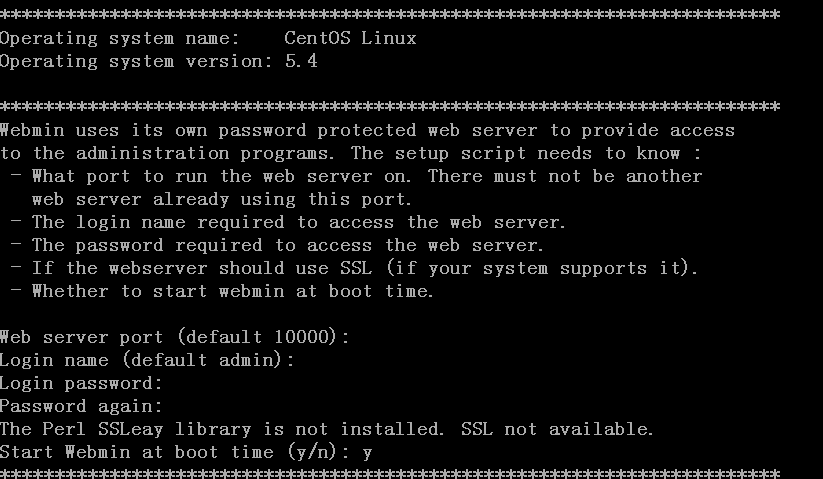 ***********************************************************************
Operating system name:    CentOS Linux
Operating system version: 5.4
***********************************************************************
Webmin uses its own password protected web server to provide access
to the administration programs. The setup script needs to know :
 - What port to run the web server on. There must not be another
   web server already using this port.
 - The login name required to access the web server.
 - The password required to access the web server.
 - If the webserver should use SSL (if your system supports it).
 - Whether to start webmin at boot time.
Web server port (default 10000):
Login name (default admin):
Login password:
Password again:
The Perl SSLeay library is not installed. SSL not available.
Start Webmin at boot time (y/n): y
***********************************************************************